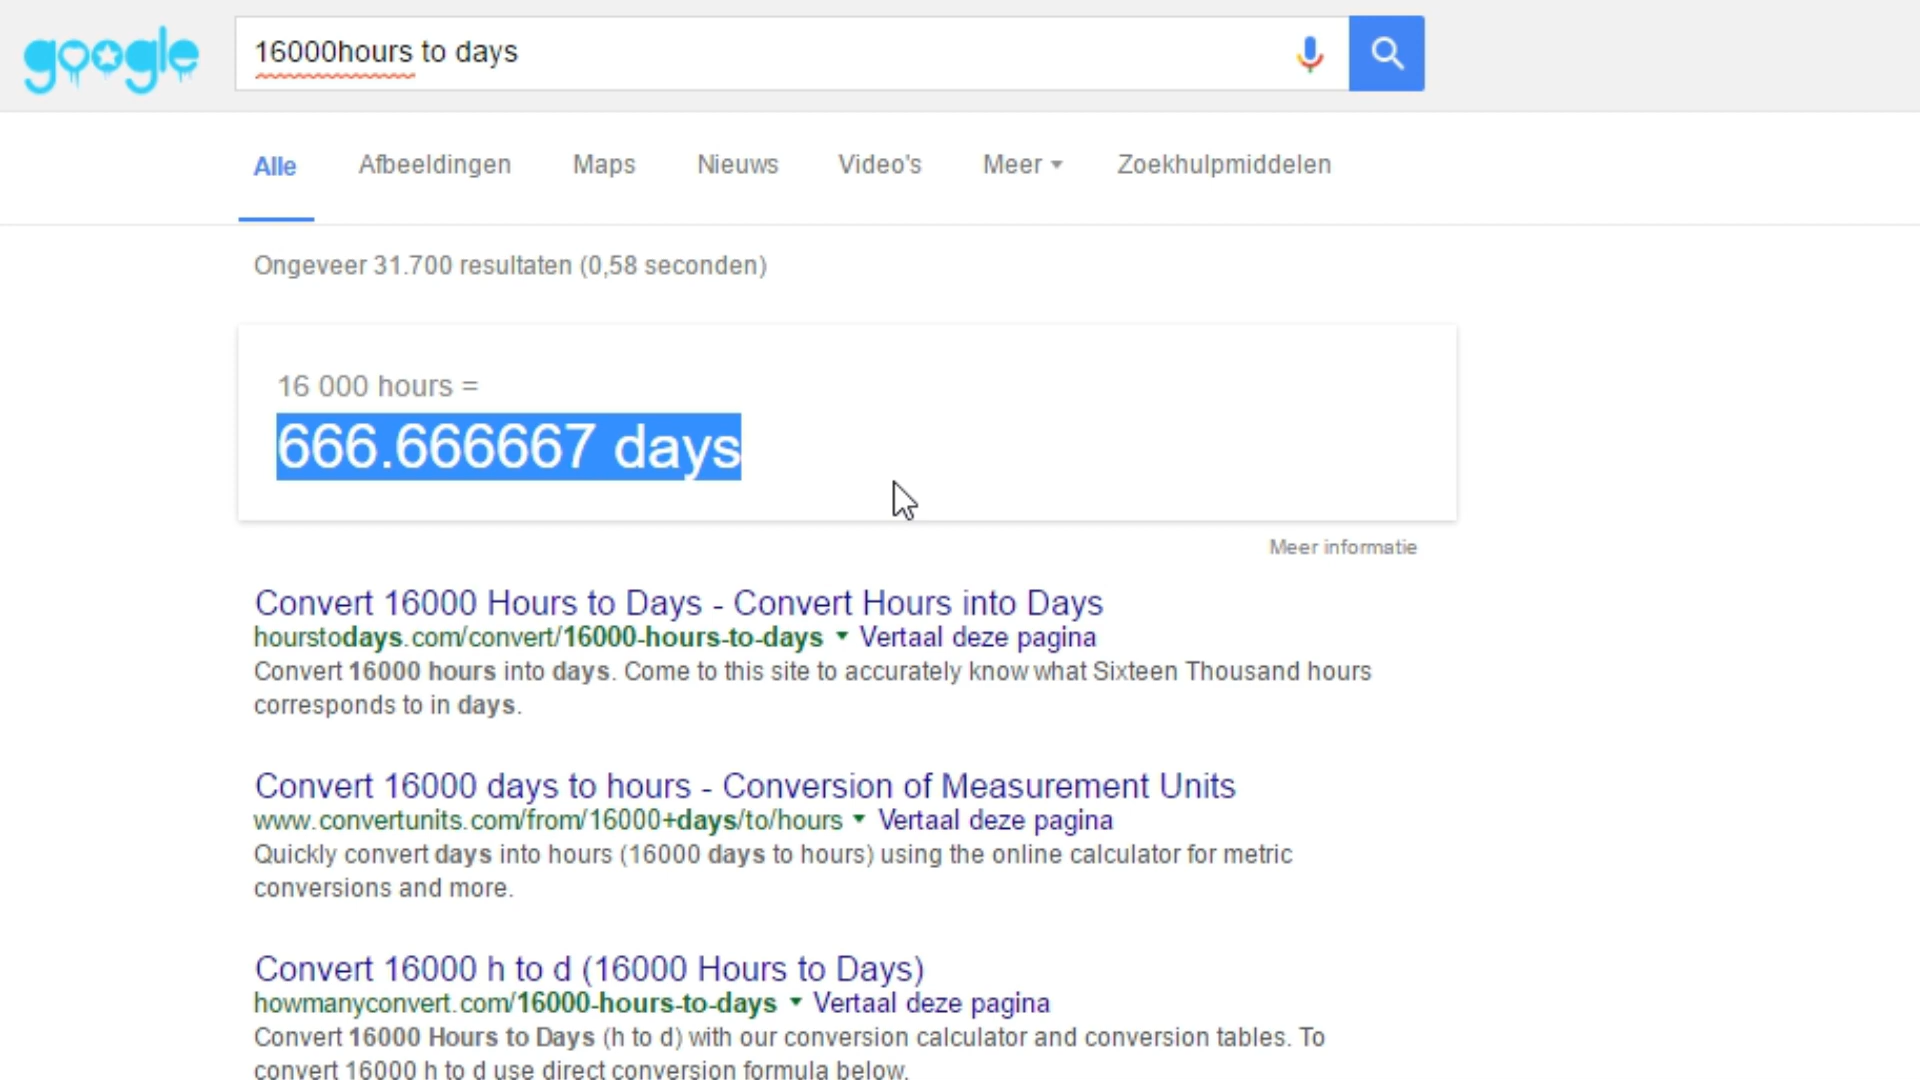 google
16000hours to days
Alle Afbeeldingen Maps Nieuws Video's Meer Zoekhulpmiddelen
Ongeveer 31.700 resultaten (0,58 seconden)
16 000 hours =
666.666667 days
Meer informatie
Convert 16000 Hours to Days - Convert Hours into Days
hourstodays.com/convert/16000-hours-to-days Vertaal deze pagina
Convert 16000 hours into days. Come to this site to accurately know what Sixteen Thousand hours
corresponds to in days.
Convert 16000 days to hours - Conversion of Measurement Units
www.convertunits.com/from/16000+days/to/hours Vertaal deze pagina
Quickly convert days into hours (16000 days to hours) using the online calculator for metric
conversions and more.
Convert 16000 h to d (16000 Hours to Days)
howmanyconvert.com/16000-hours-to-days Vertaal deze pagina
Convert 16000 Hours to Days (h to d) with our conversion calculator and conversion tables. To
convert 16000 h to d use direct conversion formula below.